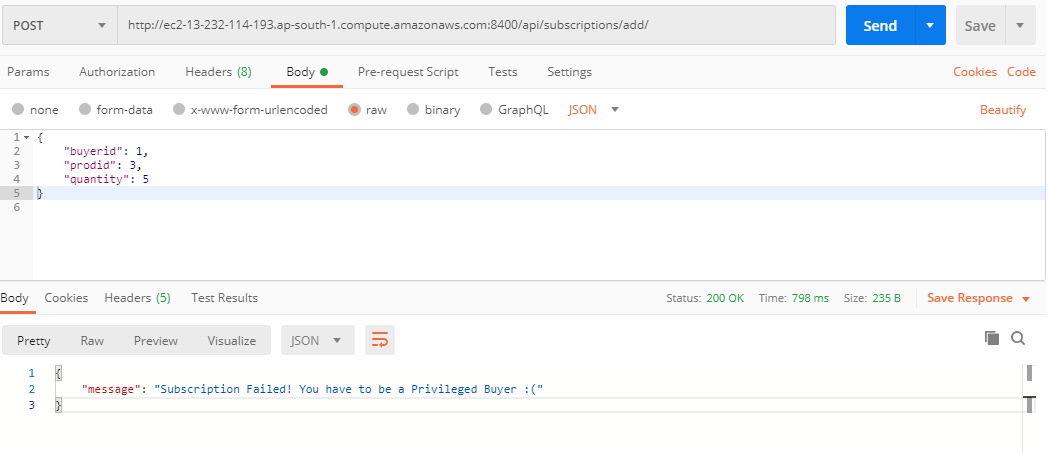 POST http://ec2-13-232-114-193.ap-south-1.compute.amazonaws.com:8400/api/subscriptions/add/ Send Save
Params Authorization Headers (8) Body Pre-request Script Tests Settings Cookies Code
none form-data x-www-form-urlencoded raw binary GraphQL JSON Beautify
1 {
2 "buyerid": 1,
3 "prodid": 3,
4 "quantity": 5
5 }
6
Body Cookies Headers (5) Test Results Status: 200 OK Time: 798 ms Size: 235 B Save Response
Pretty Raw Preview Visualize JSON
1 {
2 "message": "Subscription Failed! You have to be a Privileged Buyer :("
3 }